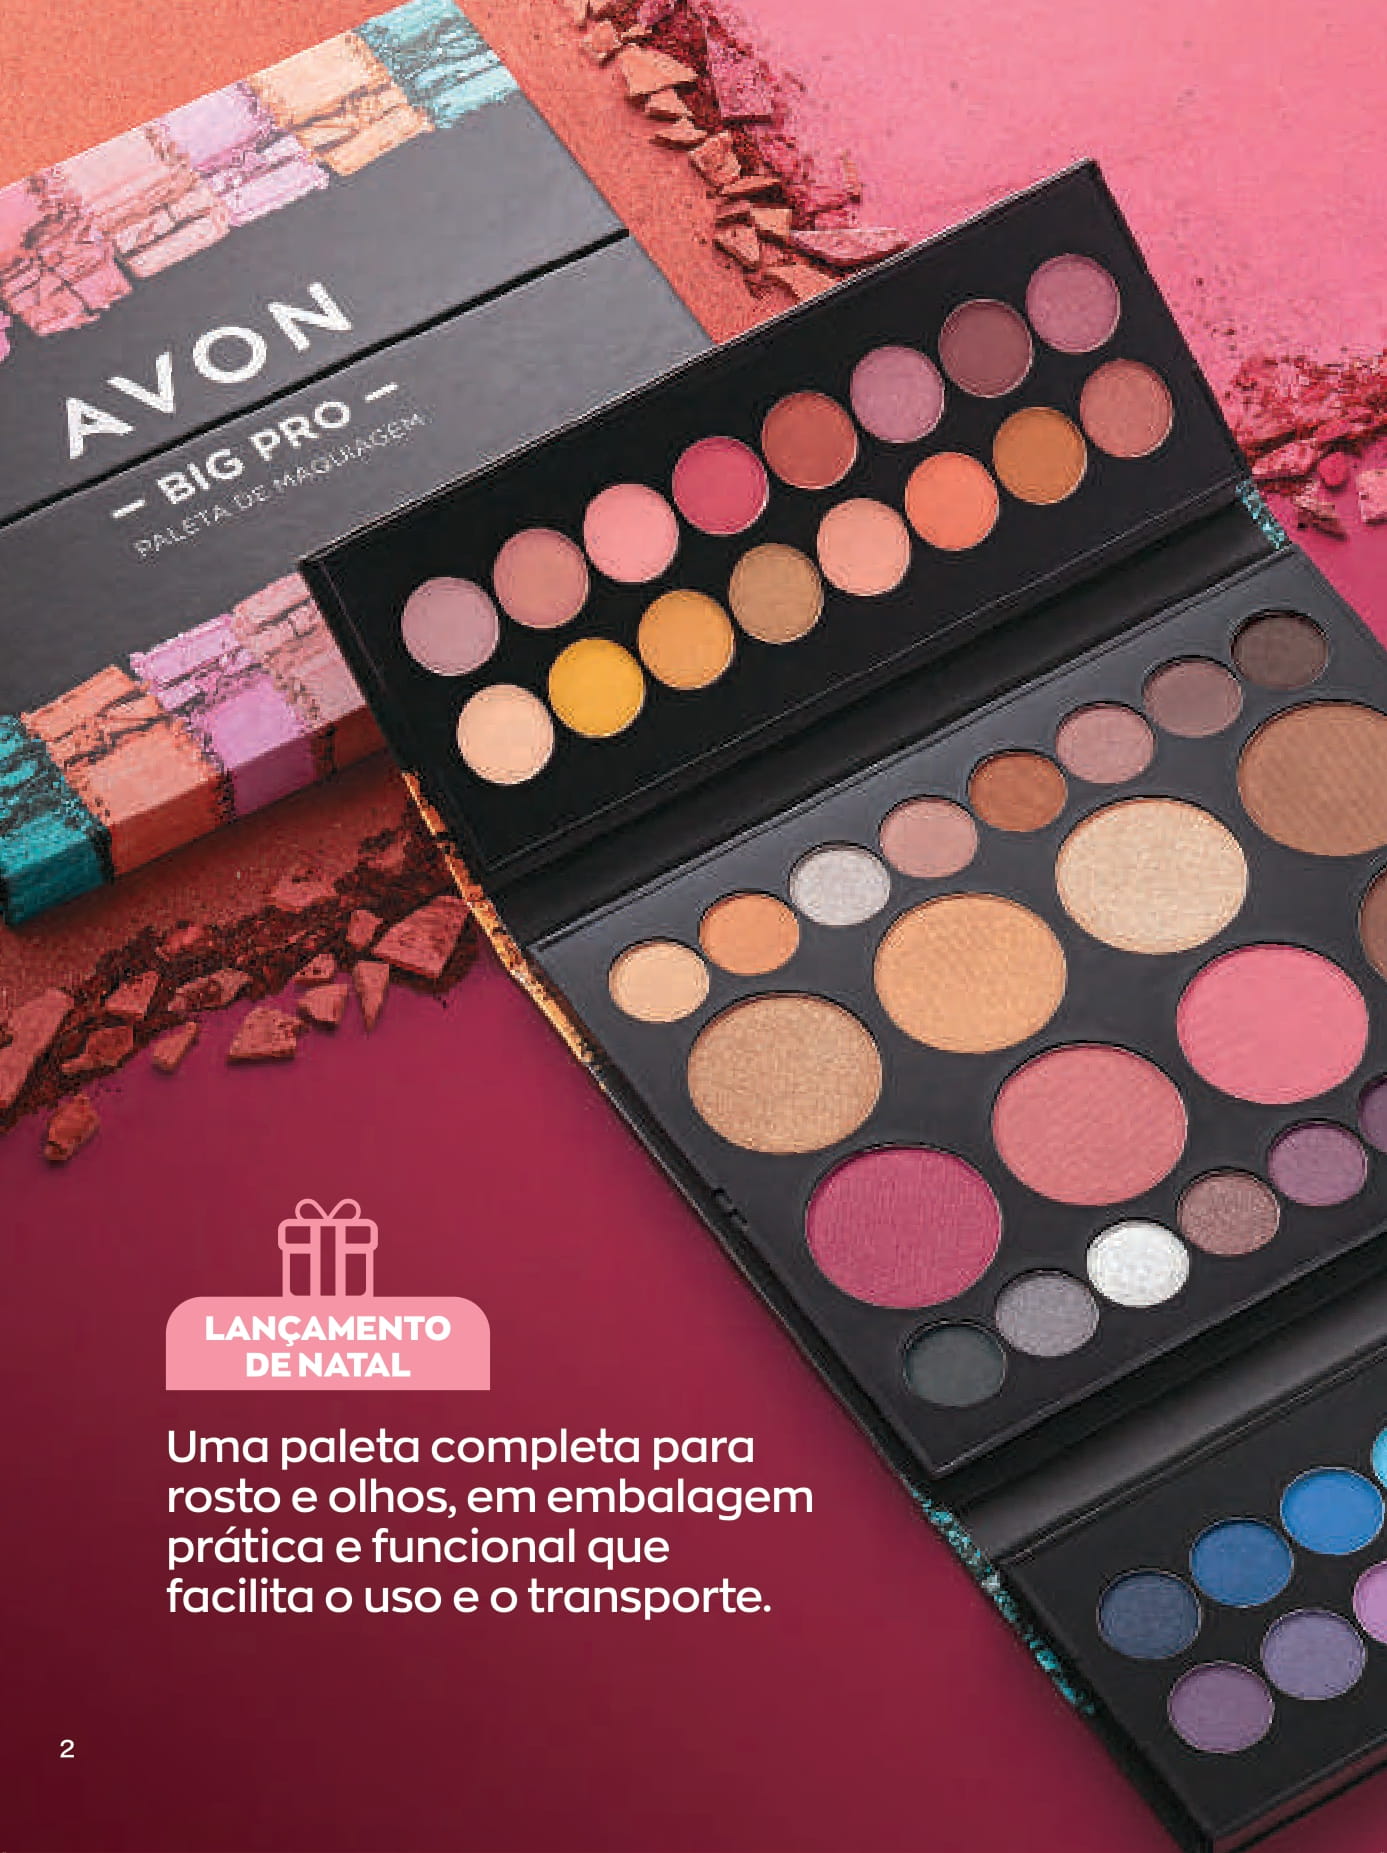 AVON
— BIG PRO —
PALETA DE MAQUIAGEM
LANÇAMENTO
DE NATAL
Uma paleta completa para
rosto e olhos, em embalagem
prática e funcional que
facilita o uso e o transporte.
2